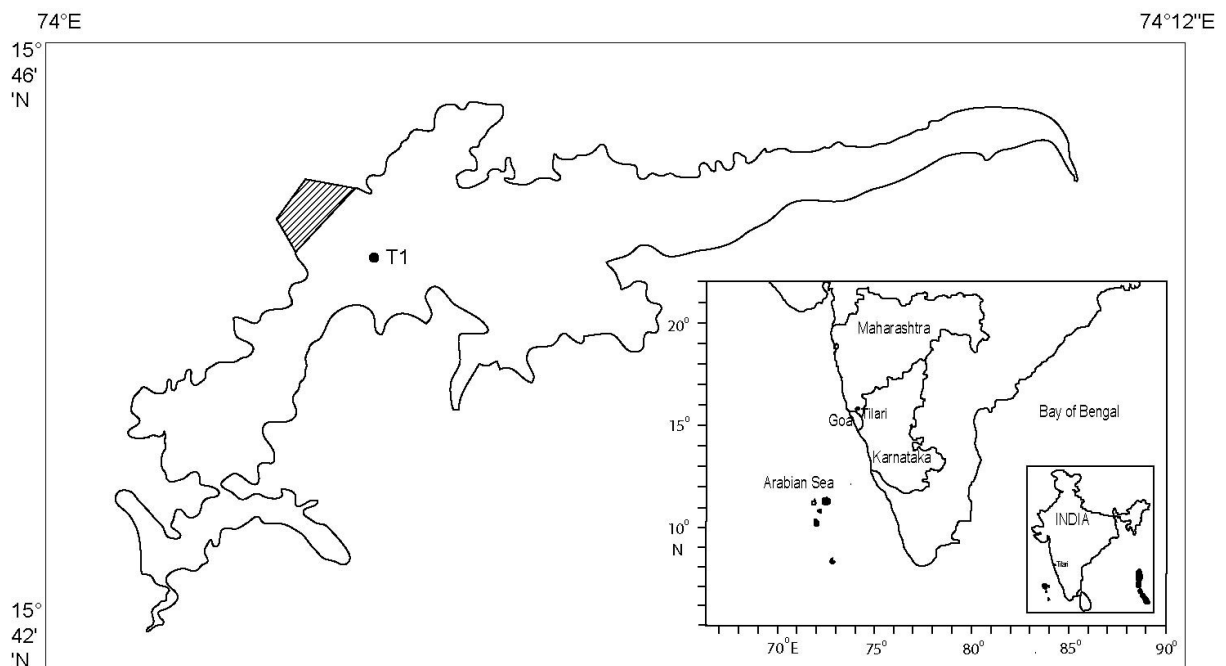 74°E
74°12"E
15°
46'
'N
T1
20°
Maharashtra
Tilari
Goa
Bay of Bengal
15°
Karnataka
Arabian Sea
INDIA
10°
N
Tilari
15°
42'
'N
70°E
75°
80°
85°
90°